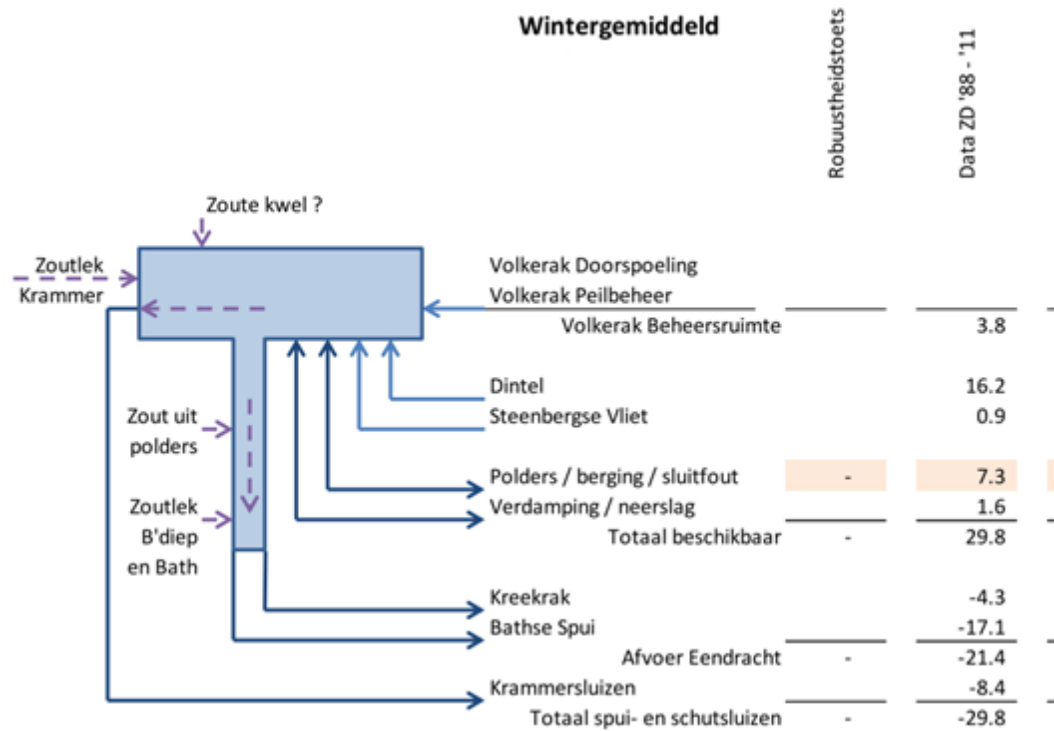 Wintergemiddeld
Robuustheidstoets
Data ZD '88 - '11
Zoute kwel ?
Zoutlek
Krammer
Volkerak Doorspoeling
Volkerak Peilbeheer
Volkerak Beheersruimte 3.8
Dintel 16.2
Steenbergse Vliet 0.9
Zout uit
polders
Polders / berging / sluitfout - 7.3
Verdamping / neerslag 1.6
Totaal beschikbaar - 29.8
Zoutlek
B'diep
en Bath
Kreekrak -4.3
Bathse Spui -17.1
Afvoer Eendracht - -21.4
Krammersluizen -8.4
Totaal spui- en schutsluizen - -29.8